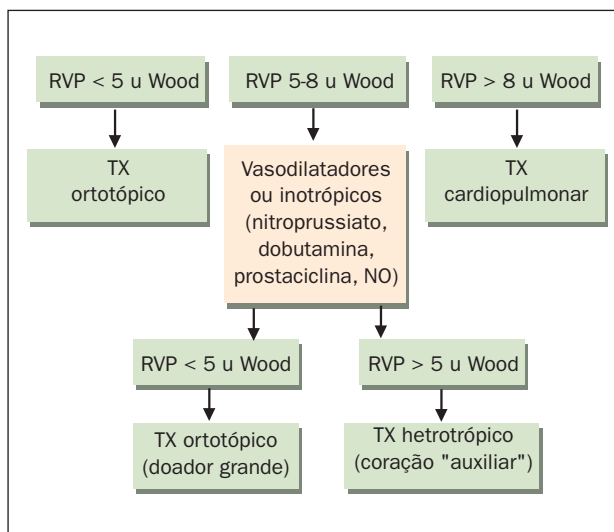 RVP < 5 u Wood
RVP 5-8 u Wood
RVP > 8 u Wood
TX
ortotópico
Vasodilatadores
ou inotrópicos
(nitroprussiato,
dobutamina,
prostaciclina, NO)
TX
cardiopulmonar
RVP < 5 u Wood
RVP > 5 u Wood
TX ortotópico
(doador grande)
TX hetrotrópico
(coração "auxiliar")